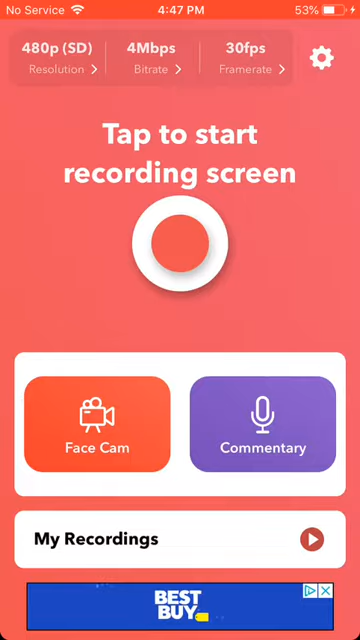 No Service 4:47 PM 53%
480p (SD) 4Mbps 30fps
Resolution Bitrate Framerate
Tap to start
recording screen
Face Cam Commentary
My Recordings
BEST
BUY